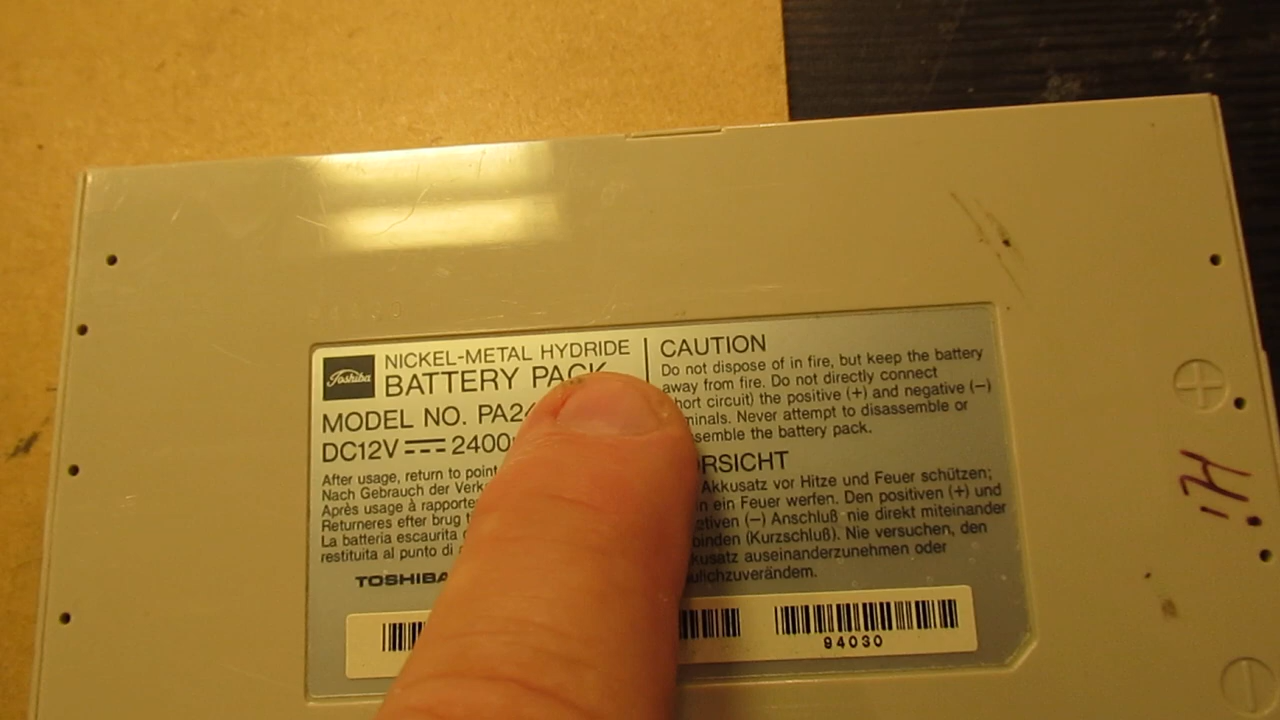 Toshiba
NICKEL-METAL HYDRIDE
BATTERY PACK
MODEL NO. PA24
DC12V 2400
After usage, return to point
Nach Gebrauch der Verk
Après usage à rapporte
Returneres efter brug t
La batteria escaurita
restituita al punto di
TOSHIBA
CAUTION
Do not dispose of in fire, but keep the battery
away from fire. Do not directly connect
hort circuit) the positive (+) and negative (−)
minals. Never attempt to disassemble or
semble the battery pack.
RSICHT
Akkusatz vor Hitze und Feuer schützen;
in ein Feuer werfen. Den positiven (+) und
tiven (−) Anschluß nie direkt miteinander
binden (Kurzschluß). Nie versuchen, den
kusatz auseinanderzunehmen oder
ulichzuverändem.
94030
+
Hi
−